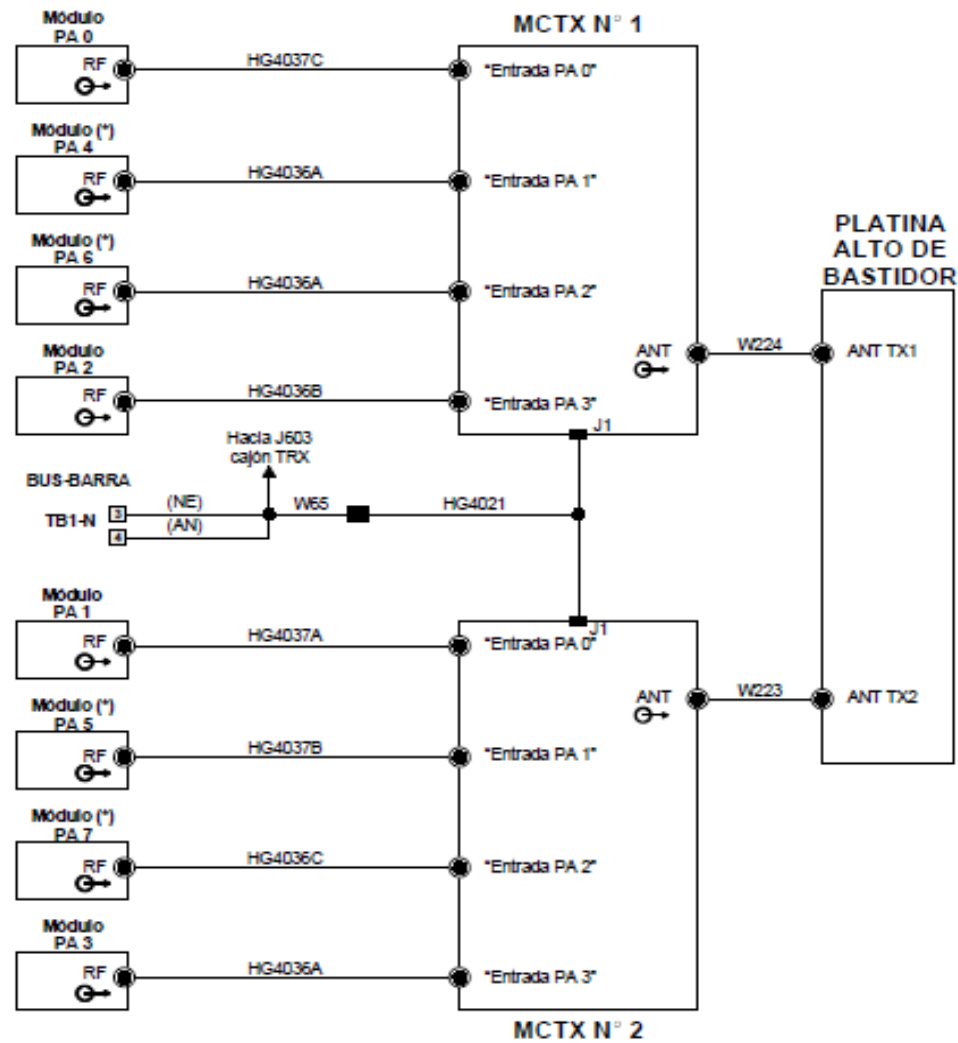 MCTX N° 1
Módulo
PA 0
RF
HG4037C
"Entrada PA 0"
Módulo (*)
PA 4
RF
HG4036A
"Entrada PA 1"
Módulo (*)
PA 6
RF
HG4036A
"Entrada PA 2"
Módulo
PA 2
RF
HG4036B
"Entrada PA 3"
ANT
J1
W224
PLATINA
ALTO DE
BASTIDOR
ANT TX1
Hacia J603
cajón TRX
BUS-BARRA
TB1-N
3
(NE)
4
(AN)
W65
HG4021
Módulo
PA 1
RF
HG4037A
J1
"Entrada PA 0"
Módulo (*)
PA 5
RF
HG4037B
"Entrada PA 1"
Módulo (*)
PA 7
RF
HG4036C
"Entrada PA 2"
Módulo
PA 3
RF
HG4036A
"Entrada PA 3"
ANT
W223
ANT TX2
MCTX N° 2